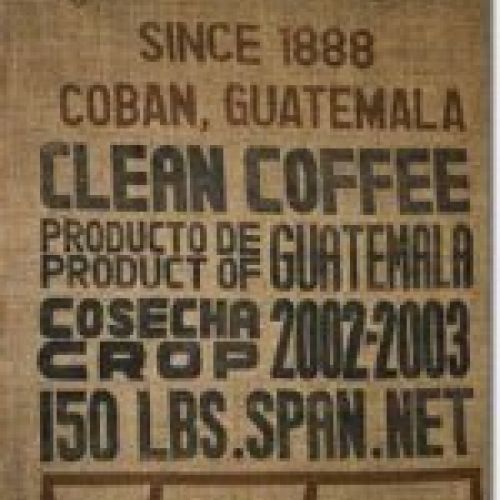 SINCE 1888
COBAN, GUATEMALA
CLEAN COFFEE
PRODUCTO DE
PRODUCT OF GUATEMALA
COSECHA
CROP 2002-2003
150 LBS.SPAN.NET